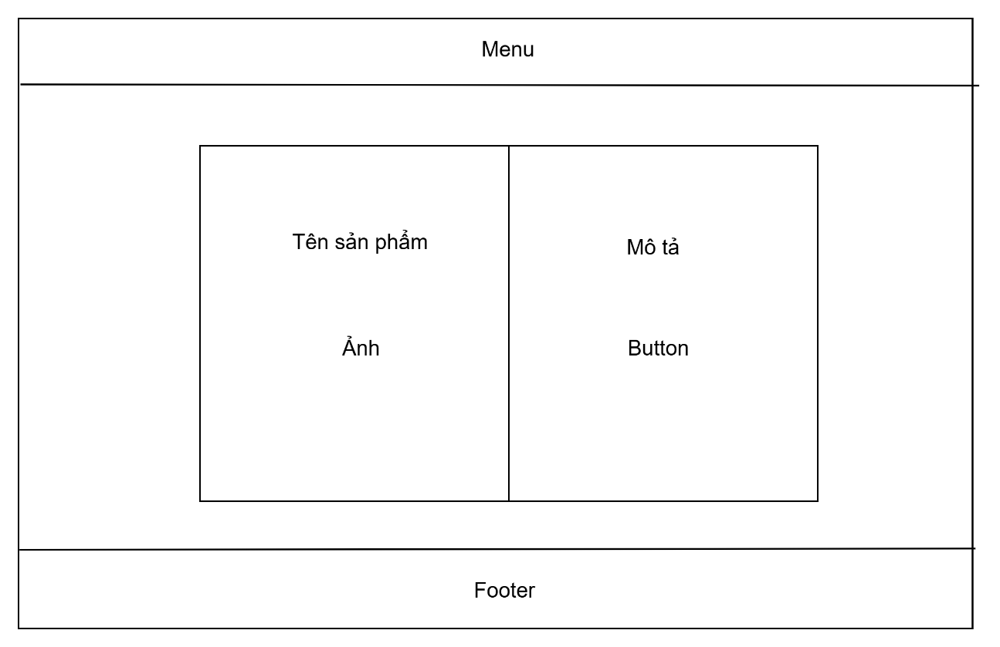 Menu
Tên sản phẩm
Ảnh
Mô tả
Button
Footer